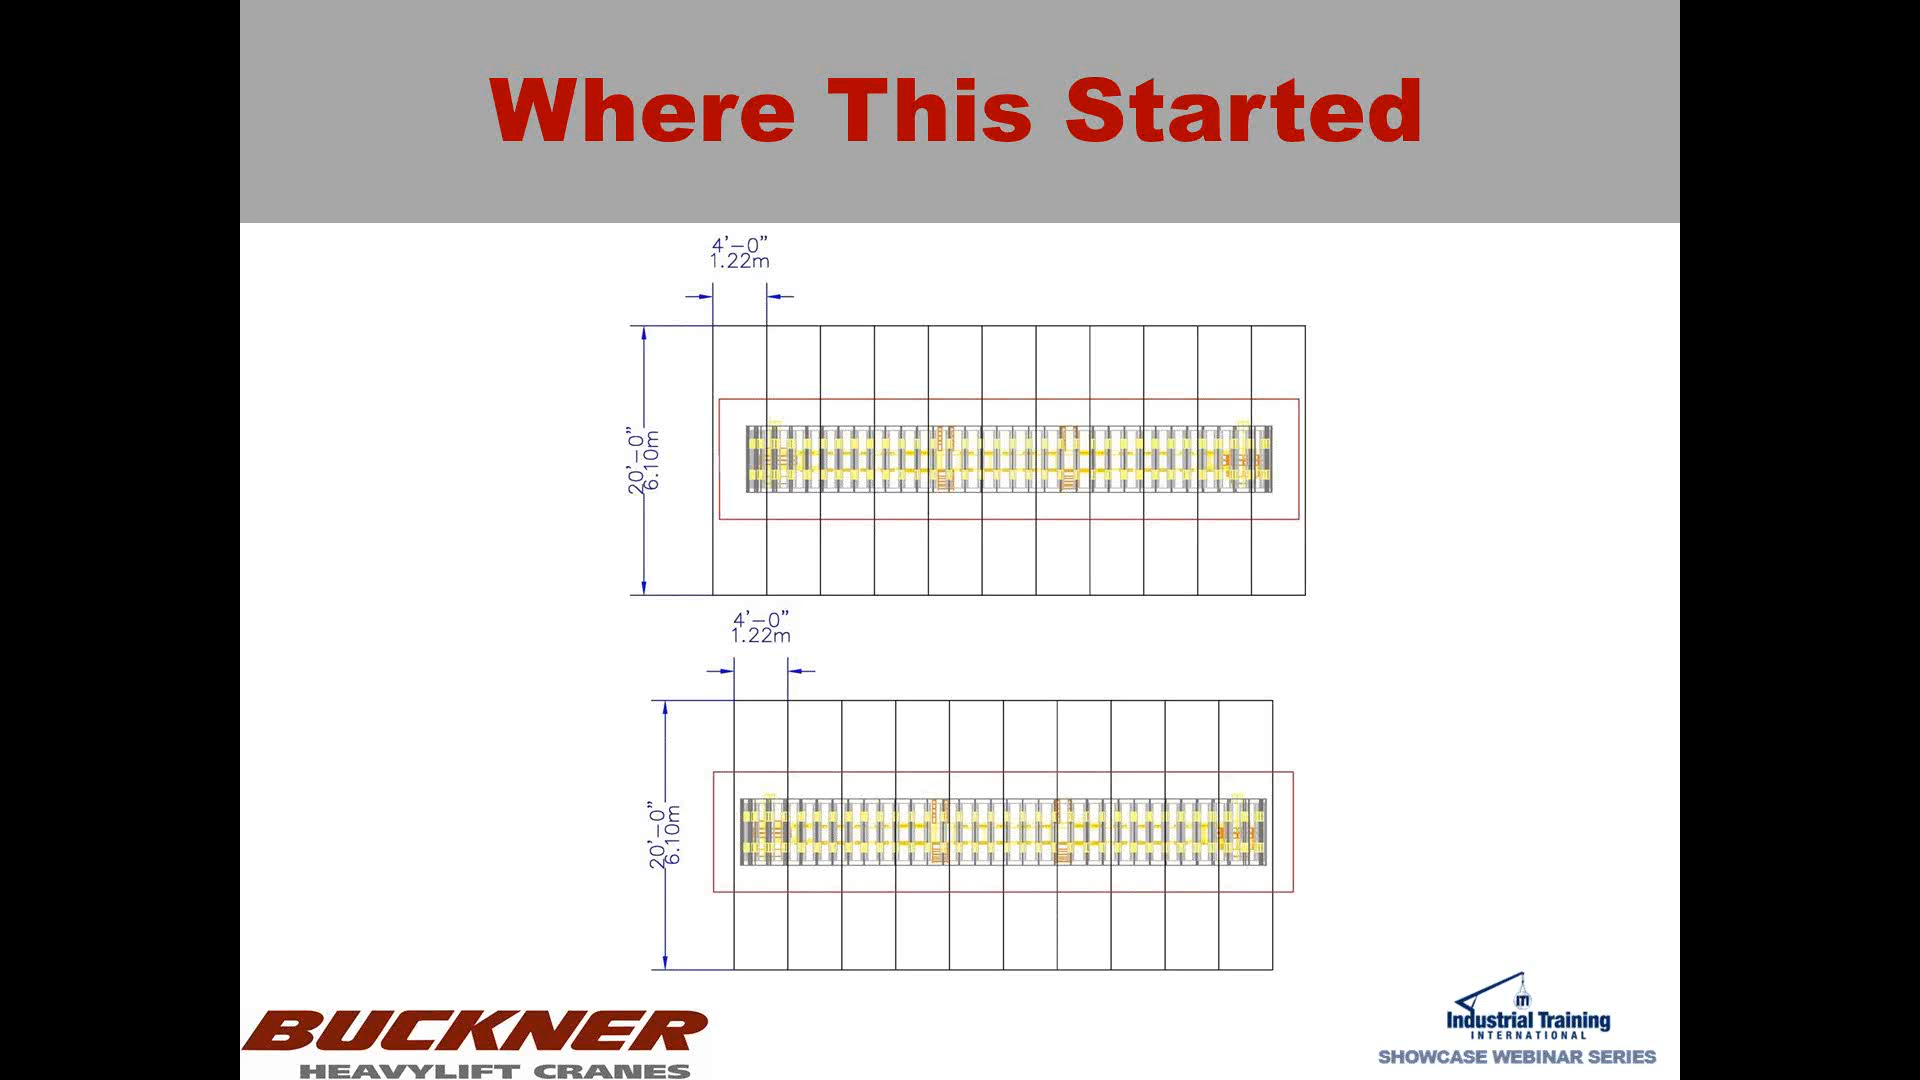 Where This Started
4'-0"
1.22m
20'-0"
6.10m
4'-0"
1.22m
20'-0"
6.10m
BUCKNER
HEAVYLIFT CRANES
ITI
Industrial Training
INTERNATIONAL
SHOWCASE WEBINAR SERIES